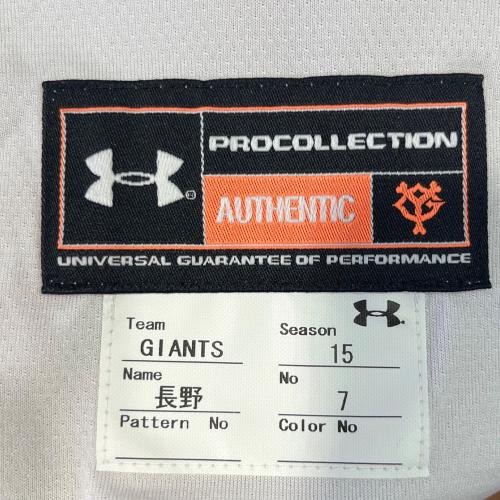 PROCOLLECTION
AUTHENTIC
UNIVERSAL GUARANTEE OF PERFORMANCE
Team GIANTS
Season 15
Name 長野
No 7
Pattern No
Color No